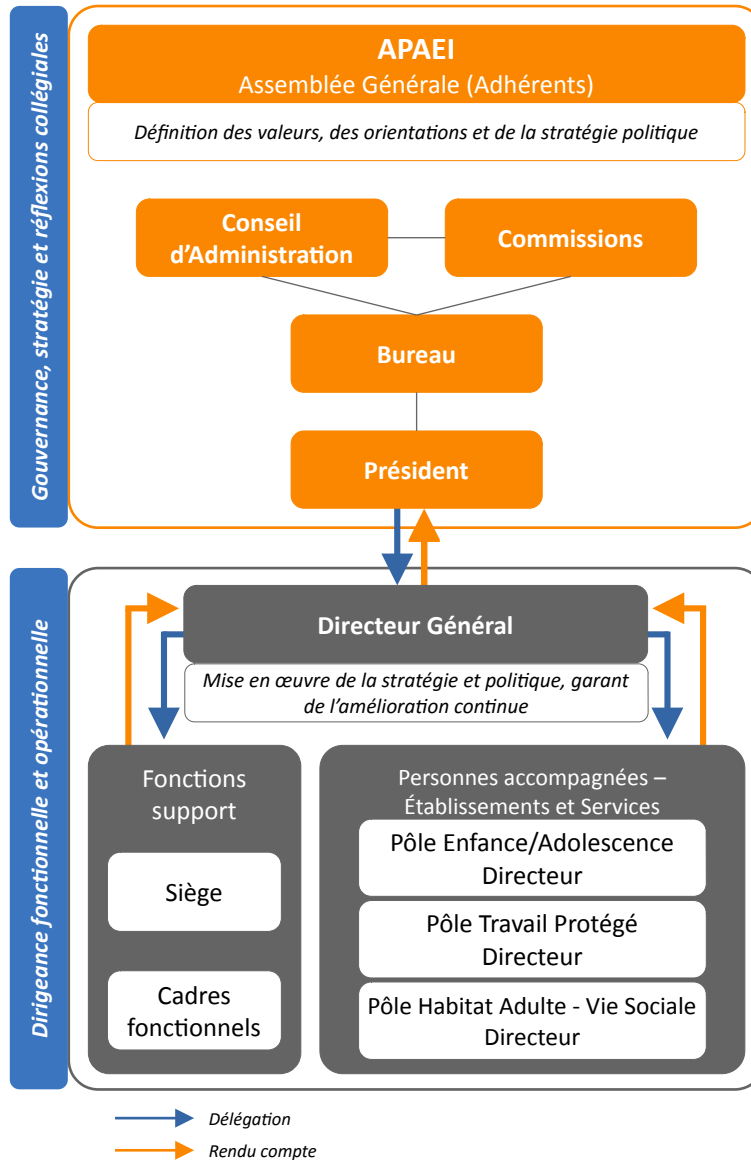 Gouvernance, stratégie et réflexions collégiales
APAEI
Assemblée Générale (Adhérents)
Définition des valeurs, des orientations et de la stratégie politique
Conseil
d'Administration
Commissions
Bureau
Président
Dirigeance fonctionnelle et opérationnelle
Directeur Général
Mise en œuvre de la stratégie et politique, garant
de l'amélioration continue
Fonctions
support
Siège
Cadres
fonctionnels
Personnes accompagnées –
Établissements et Services
Pôle Enfance/Adolescence
Directeur
Pôle Travail Protégé
Directeur
Pôle Habitat Adulte - Vie Sociale
Directeur
Délégation
Rendu compte